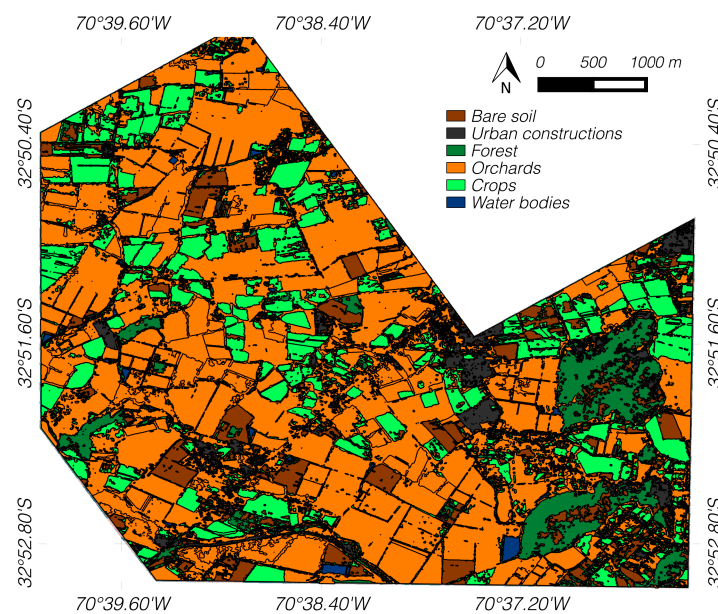 70°39.60'W 70°38.40'W 70°37.20'W
0 500 1000 m
N
Bare soil
Urban constructions
Forest
Orchards
Crops
Water bodies
32°50.40'S 32°50.40'S
32°51.60'S 32°51.60'S
32°52.80'S 32°52.80'S
70°39.60'W 70°38.40'W 70°37.20'W